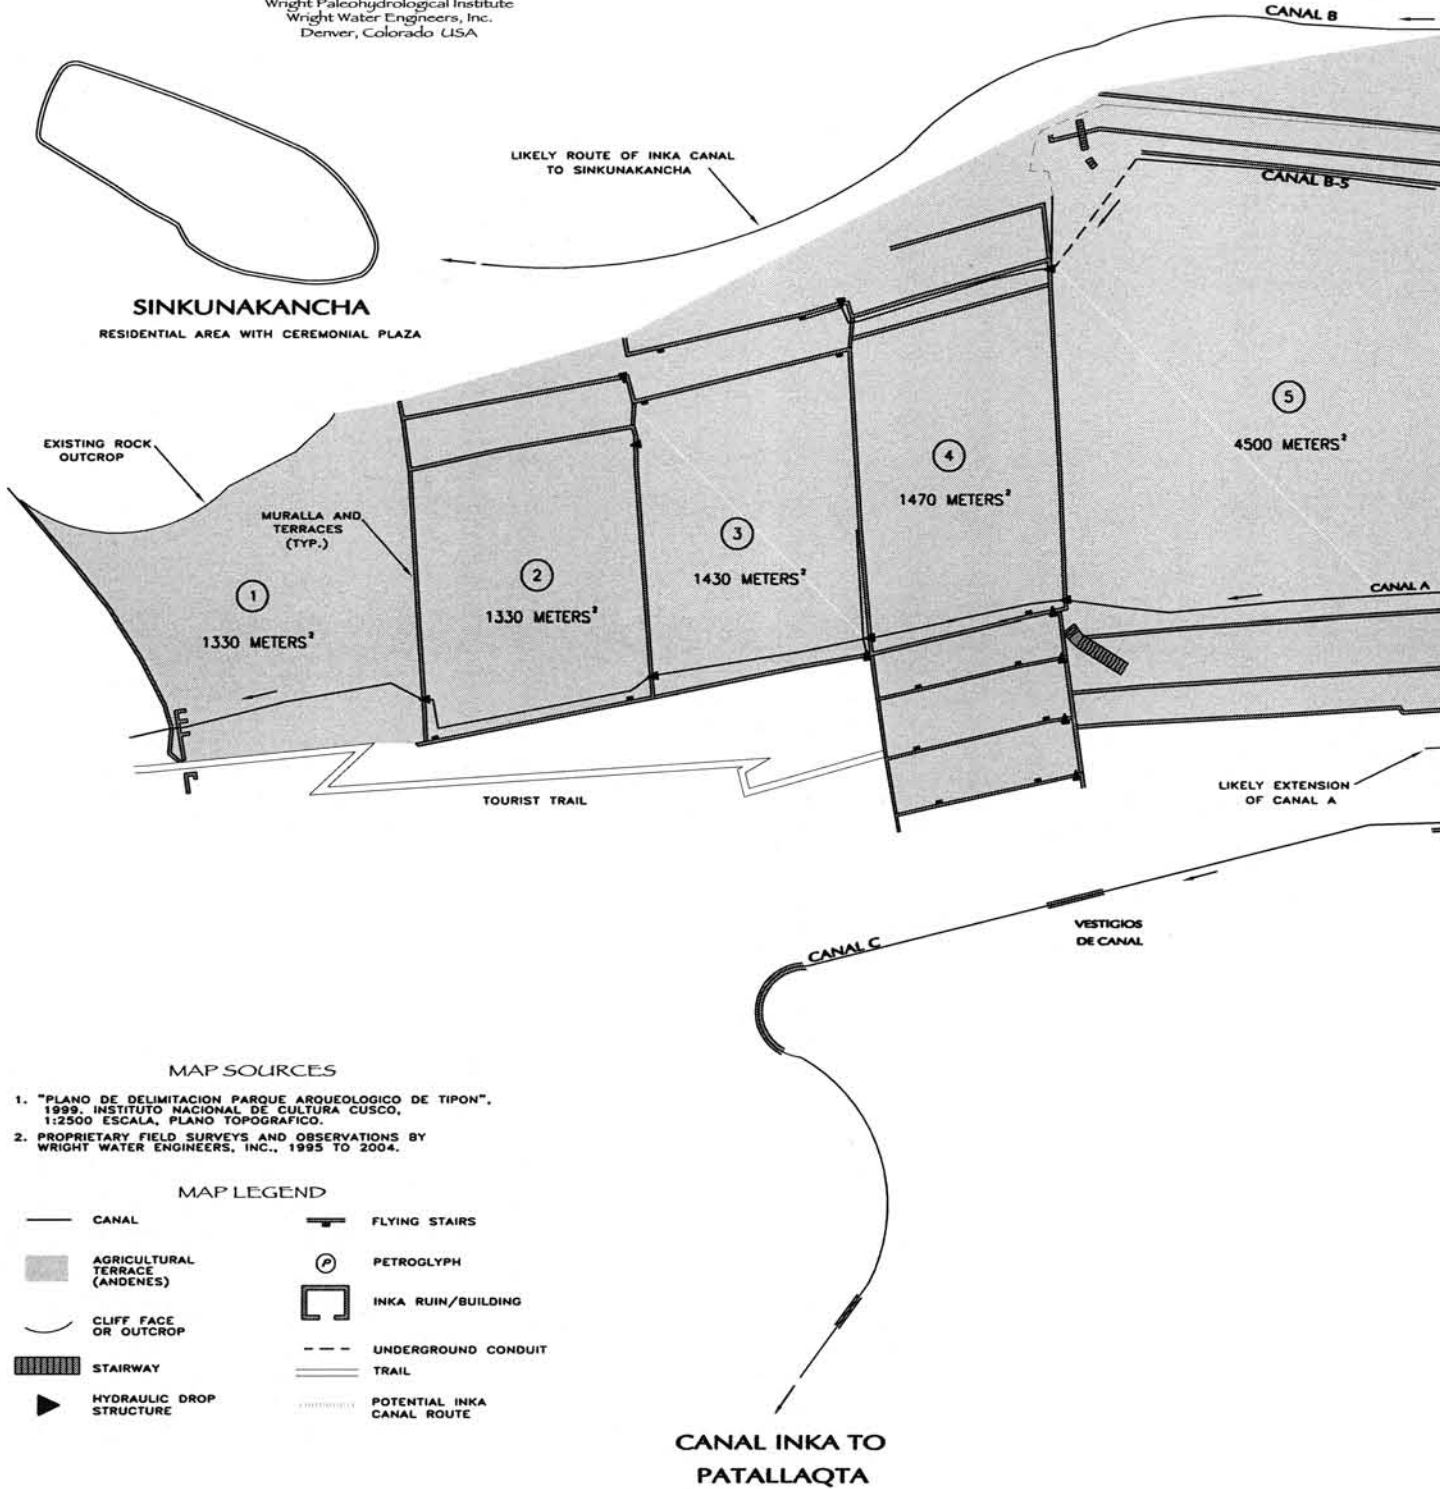 Wright Paleohydrological Institute
Wright Water Engineers, Inc.
Denver, Colorado USA
CANAL B
LIKELY ROUTE OF INKA CANAL
TO SINKUNAKANCHA
CANAL B-5
SINKUNAKANCHA
RESIDENTIAL AREA WITH CEREMONIAL PLAZA
EXISTING ROCK
OUTCROP
MURALLA AND
TERRACES
(TYP.)
1
1330 METERS²
2
1330 METERS²
3
1430 METERS²
4
1470 METERS²
5
4500 METERS²
CANAL A
TOURIST TRAIL
LIKELY EXTENSION
OF CANAL A
VESTIGIOS
DE CANAL
CANAL C
MAP SOURCES
1. "PLANO DE DELIMITACION PARQUE ARQUEOLOGICO DE TIPON",
1999. INSTITUTO NACIONAL DE CULTURA CUSCO,
1:2500 ESCALA, PLANO TOPOGRAFICO.
2. PROPRIETARY FIELD SURVEYS AND OBSERVATIONS BY
WRIGHT WATER ENGINEERS, INC., 1995 TO 2004.
MAP LEGEND
CANAL
AGRICULTURAL
TERRACE
(ANDENES)
CLIFF FACE
OR OUTCROP
STAIRWAY
HYDRAULIC DROP
STRUCTURE
FLYING STAIRS
P
PETROGLYPH
INKA RUIN/BUILDING
UNDERGROUND CONDUIT
TRAIL
POTENTIAL INKA
CANAL ROUTE
CANAL INKA TO
PATALLAQTA